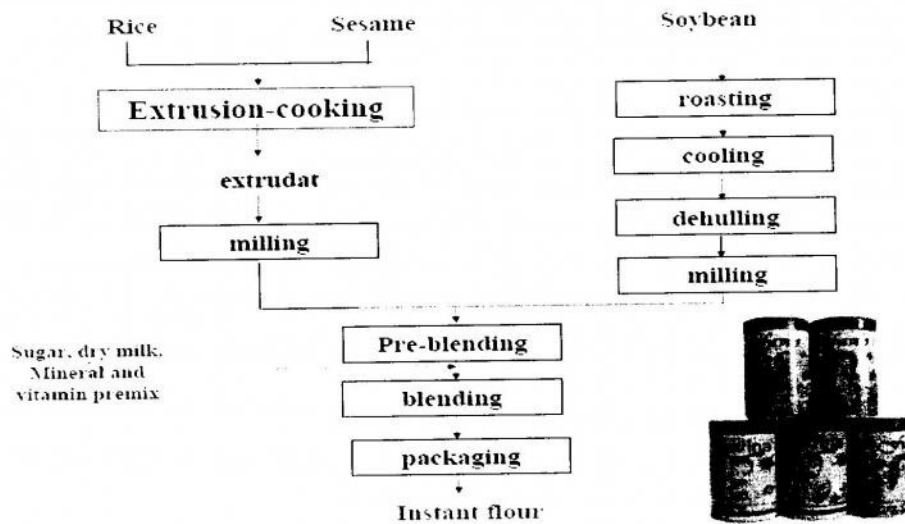 Rice
Sesame
Soybean
Extrusion-cooking
roasting
cooling
extrudat
dehulling
milling
milling
Pre-blending
Sugar, dry milk,
Mineral and
vitamin premix
blending
packaging
Instant flour